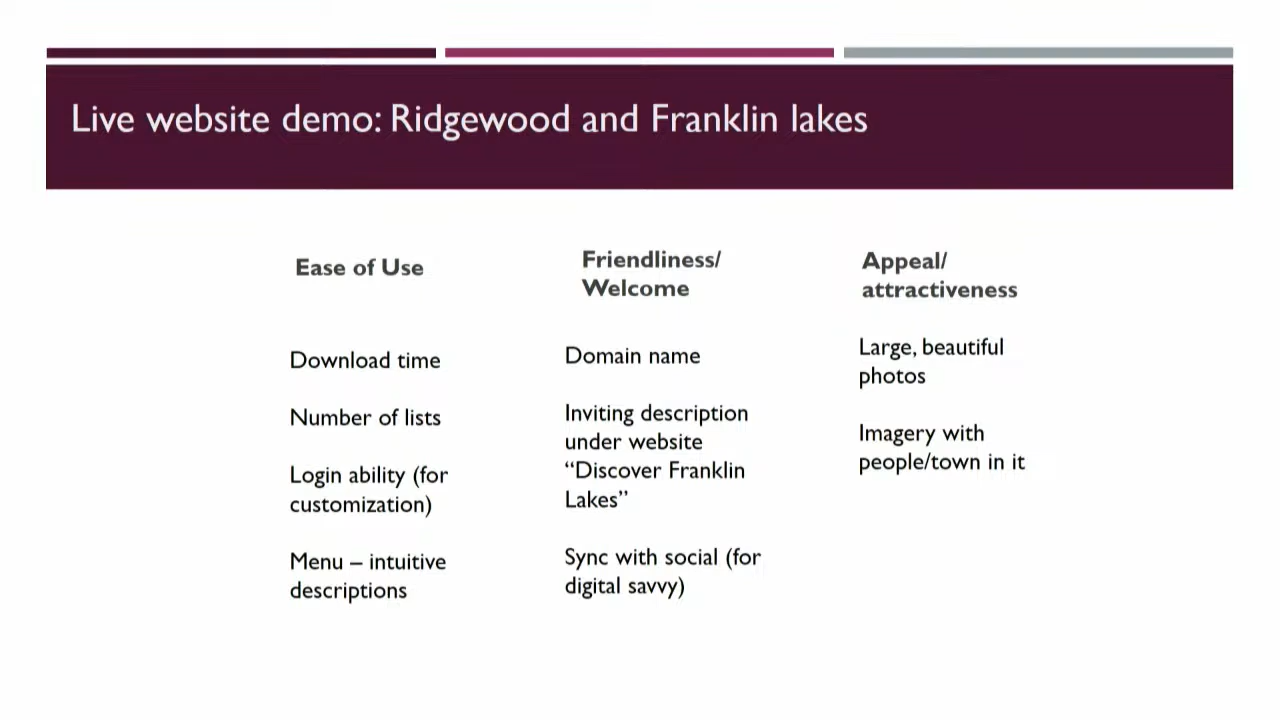 Live website demo: Ridgewood and Franklin lakes
Ease of Use
Download time
Number of lists
Login ability (for
customization)
Menu – intuitive
descriptions
Friendliness/
Welcome
Domain name
Inviting description
under website
“Discover Franklin
Lakes”
Sync with social (for
digital savvy)
Appeal/
attractiveness
Large, beautiful
photos
Imagery with
people/town in it